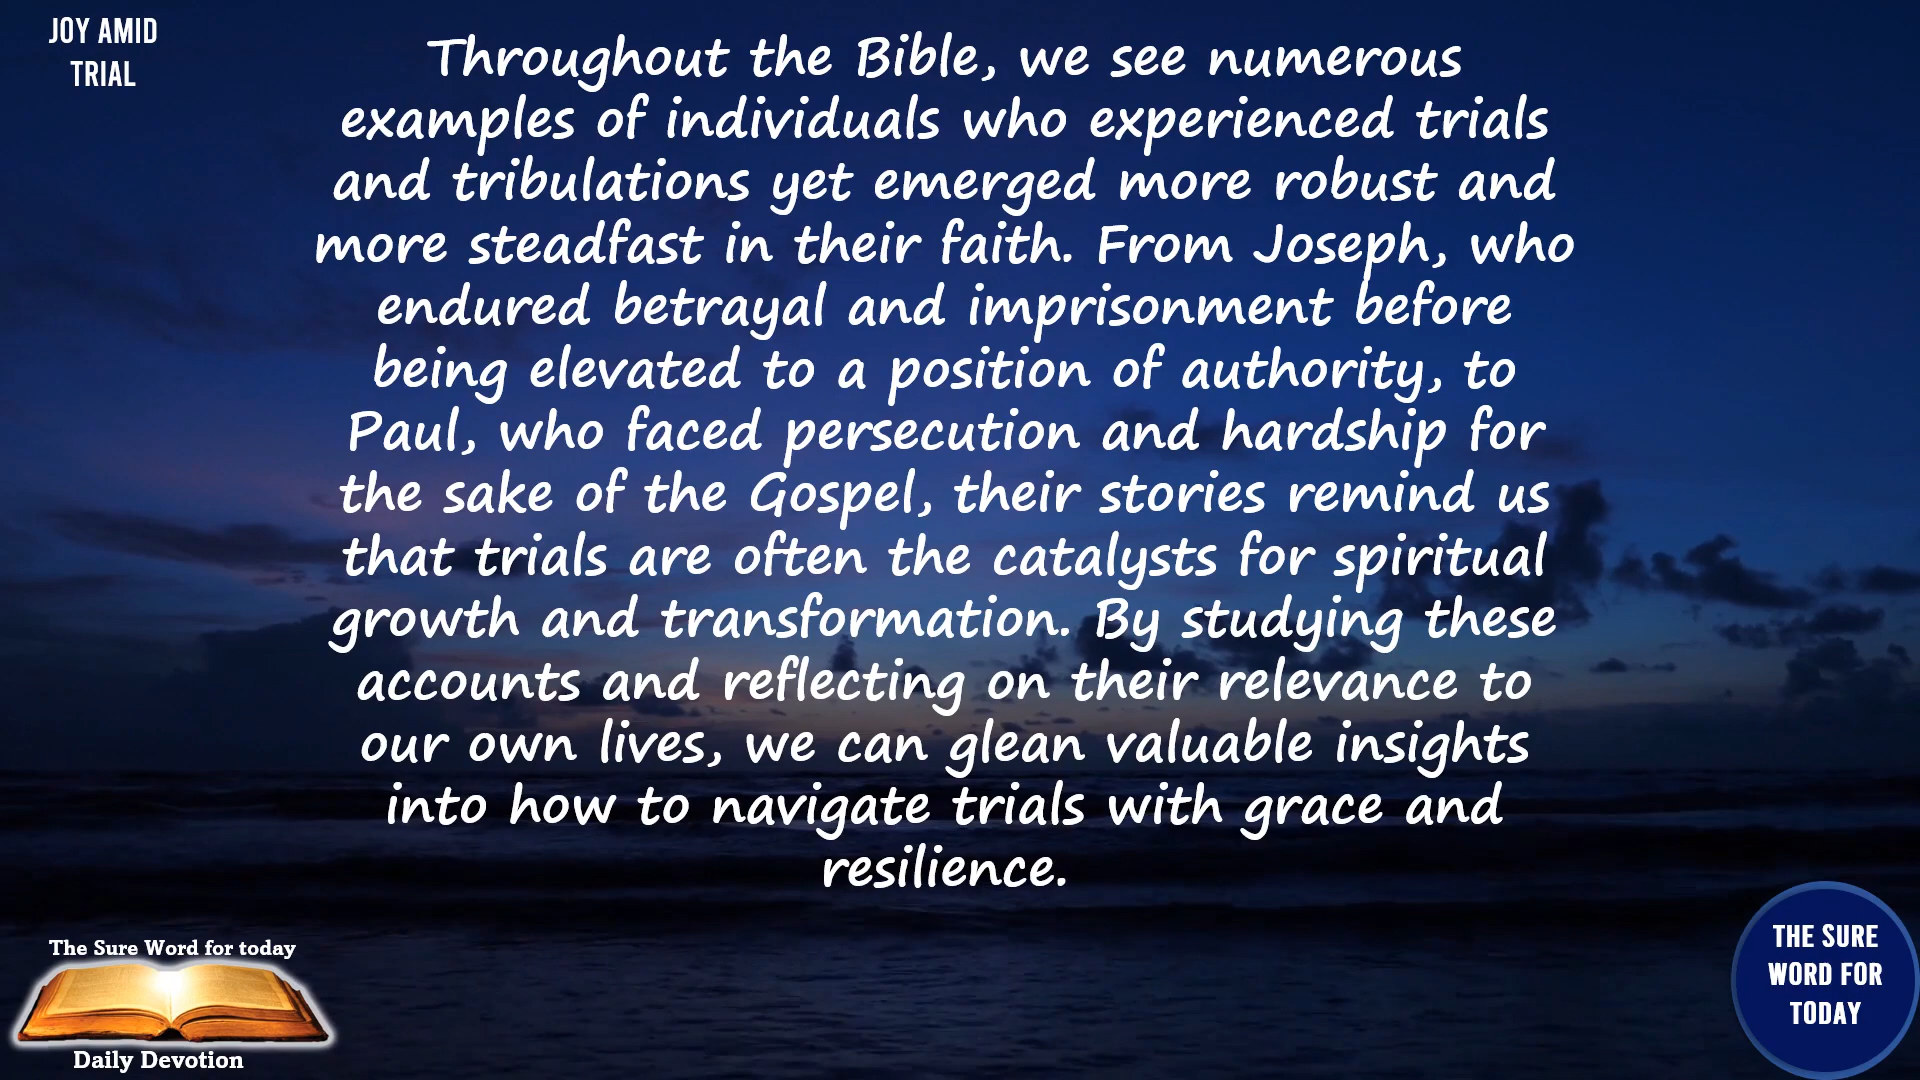 JOY AMID
TRIAL
Throughout the Bible, we see numerous
examples of individuals who experienced trials
and tribulations yet emerged more robust and
more steadfast in their faith. From Joseph, who
endured betrayal and imprisonment before
being elevated to a position of authority, to
Paul, who faced persecution and hardship for
the sake of the Gospel, their stories remind us
that trials are often the catalysts for spiritual
growth and transformation. By studying these
accounts and reflecting on their relevance to
our own lives, we can glean valuable insights
into how to navigate trials with grace and
resilience.
The Sure Word for today
Daily Devotion
THE SURE
WORD FOR
TODAY